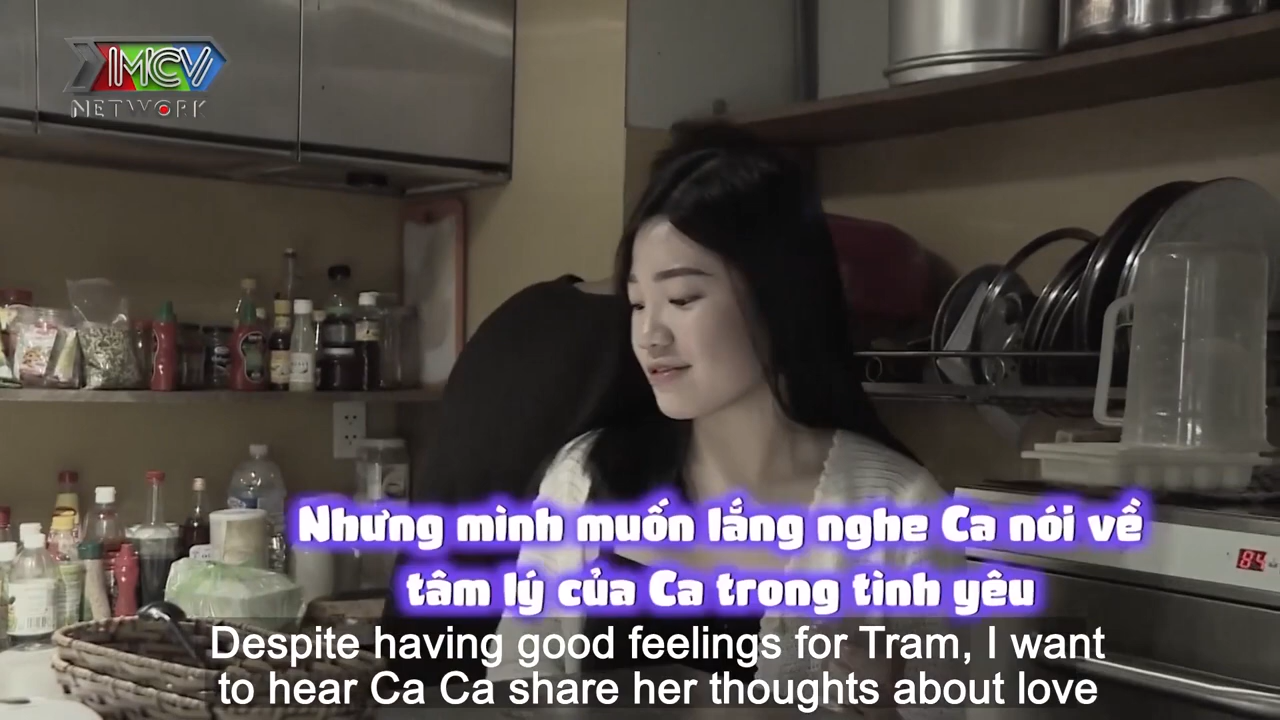 MCV
NETWORK
Nhưng mình muốn lắng nghe Ca nói về
tâm lý của Ca trong tình yêu
Despite having good feelings for Tram, I want
to hear Ca Ca share her thoughts about love
84